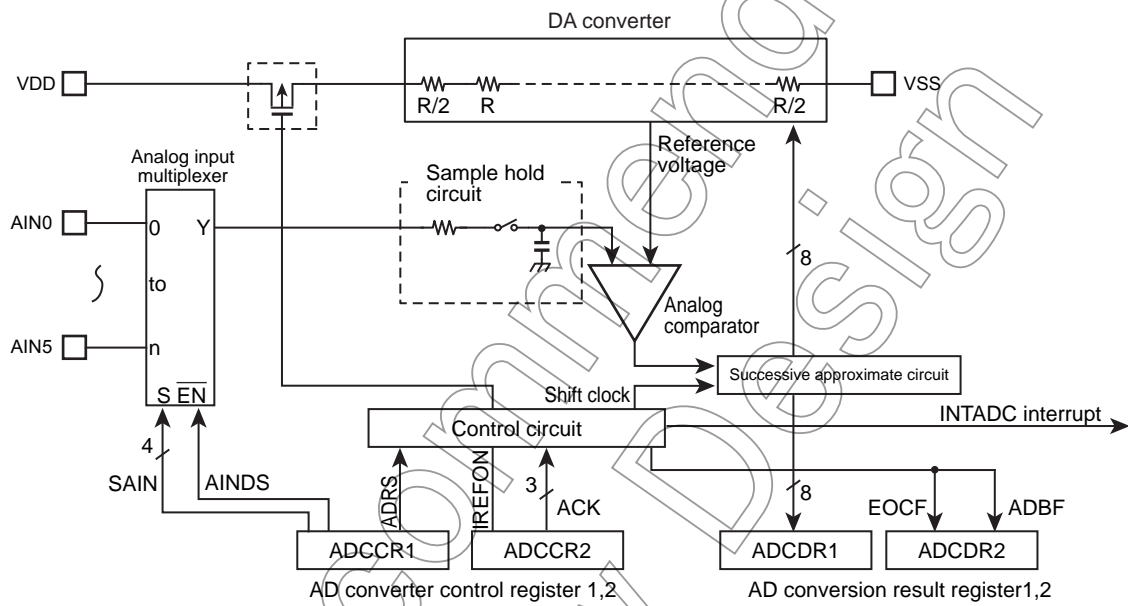 DA converter
VDD
R/2
R
R/2
VSS
Reference
voltage
Analog input
multiplexer
Sample hold
circuit
AIN0
0
Y
to
8
Analog
comparator
AIN5
n
S
EN
Successive approximate circuit
Shift clock
Control circuit
INTADC interrupt
4
SAIN
AINDS
ADRS
IREFON
3
ACK
8
EOCF
ADBF
ADCCR1
ADCCR2
ADCDR1
ADCDR2
AD converter control register 1,2
AD conversion result register1,2
commend
Design